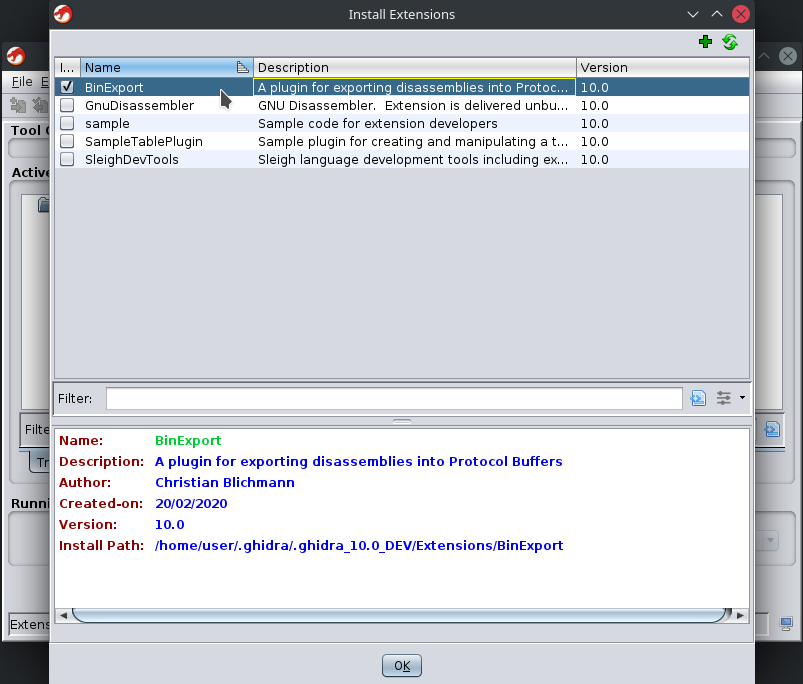 Install Extensions
I... Name Description Version
BinExport A plugin for exporting disassemblies into Protoc... 10.0
GnuDisassembler GNU Disassembler.  Extension is delivered unbu... 10.0
sample Sample code for extension developers 10.0
SampleTablePlugin Sample plugin for creating and manipulating a t... 10.0
SleighDevTools Sleigh language development tools including ex... 10.0
Filter:
Name: BinExport
Description: A plugin for exporting disassemblies into Protocol Buffers
Author: Christian Blichmann
Created-on: 20/02/2020
Version: 10.0
Install Path: /home/user/.ghidra/.ghidra_10.0_DEV/Extensions/BinExport
OK
File E
Tool C
Active
Filte
Tr
Runni
Extens